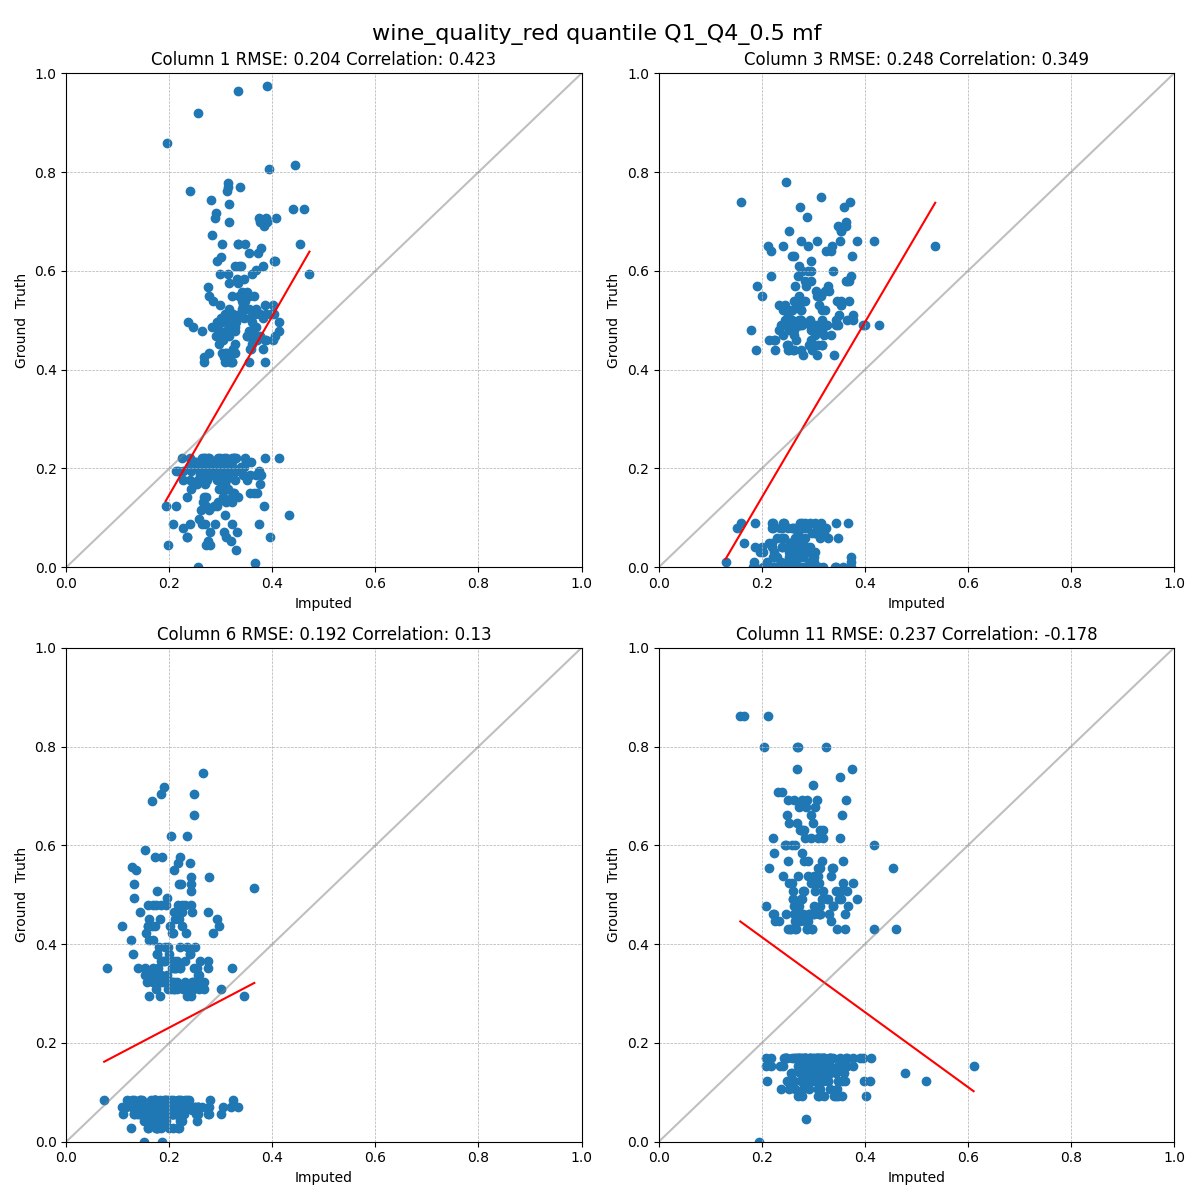 wine_quality_red quantile Q1_Q4_0.5 mf
Column 1 RMSE: 0.204 Correlation: 0.423
1.0
0.8
0.6
0.4
0.2
0.0
Ground Truth
0.0 0.2 0.4 0.6 0.8 1.0
Imputed
Column 3 RMSE: 0.248 Correlation: 0.349
1.0
0.8
0.6
0.4
0.2
0.0
Ground Truth
0.0 0.2 0.4 0.6 0.8 1.0
Imputed
Column 6 RMSE: 0.192 Correlation: 0.13
1.0
0.8
0.6
0.4
0.2
0.0
Ground Truth
0.0 0.2 0.4 0.6 0.8 1.0
Imputed
Column 11 RMSE: 0.237 Correlation: -0.178
1.0
0.8
0.6
0.4
0.2
0.0
Ground Truth
0.0 0.2 0.4 0.6 0.8 1.0
Imputed